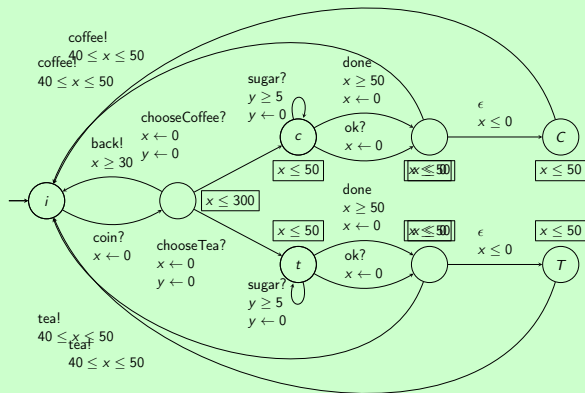 coffee!
40 ≤ x ≤ 50
coffee!
40 ≤ x ≤ 50
sugar?
y ≥ 5
y ← 0
done
x ≥ 50
x ← 0
ϵ
x ≤ 0
chooseCoffee?
x ← 0
y ← 0
back!
x ≥ 30
c
ok?
x ← 0
C
x ≤ 50
x ≤ 50
i
x ≤ 300
coin?
x ← 0
chooseTea?
x ← 0
y ← 0
x ≤ 50
done
x ≥ 50
x ← 0
ϵ
x ≤ 0
x ≤ 50
t
ok?
x ← 0
T
sugar?
y ≥ 5
y ← 0
tea!
40 ≤ x ≤ 50
tea!
40 ≤ x ≤ 50